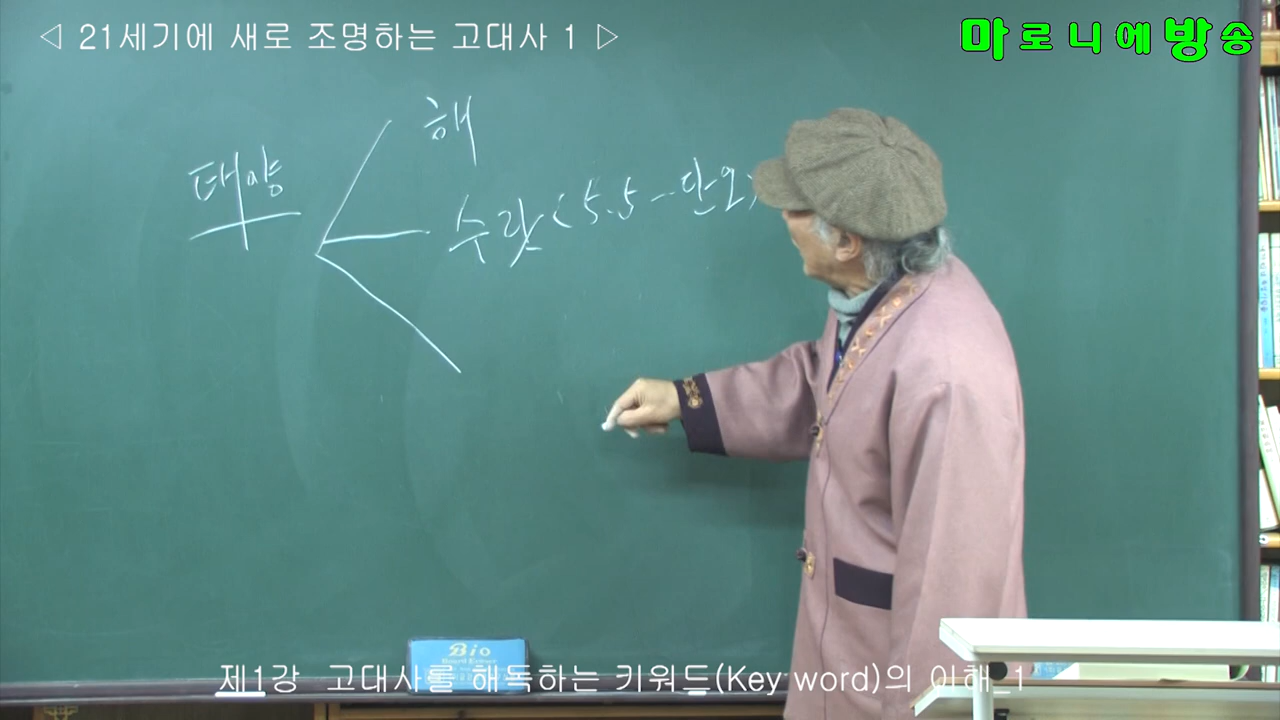 ◁ 21세기에 새로 조명하는 고대사 1 ▷
마로니에방송
해
태양
수릿(5.5-단오)
Bio
Board Eraser
제1강 고대사를 해독하는 키워드(Key word)의 이해_1